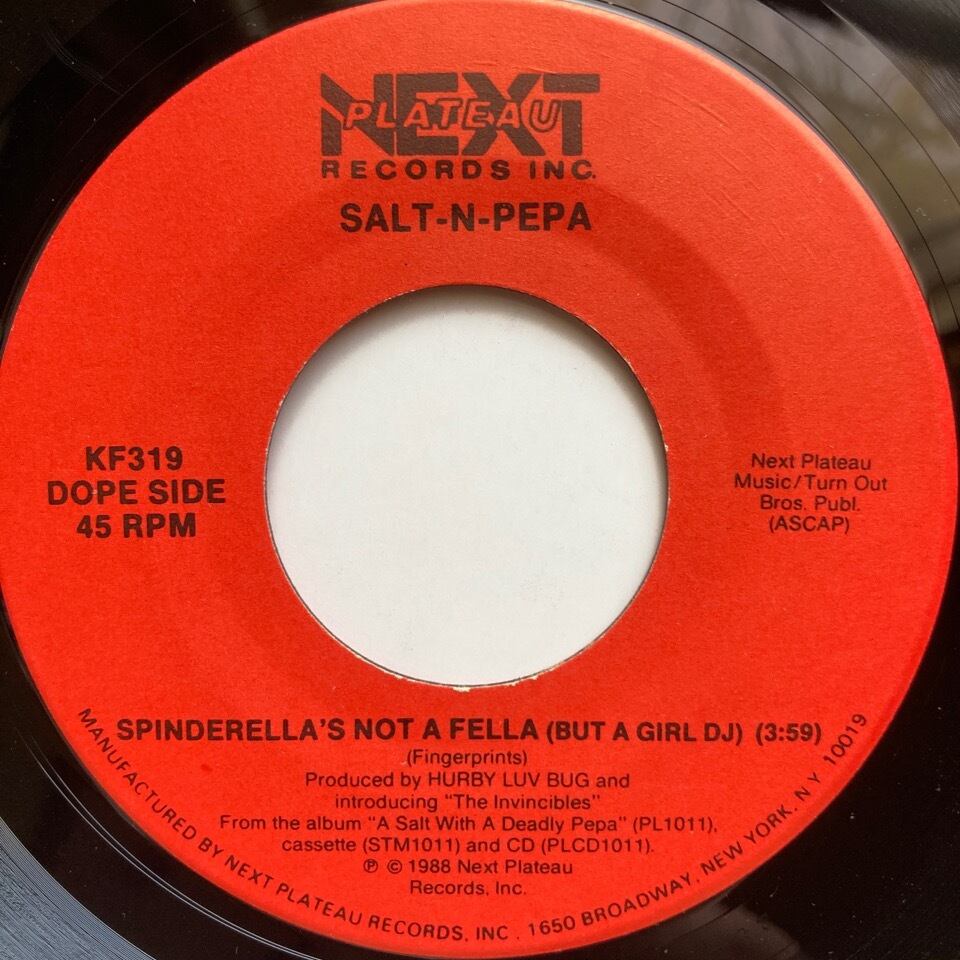 NEXT
PLATEAU
RECORDS INC.
SALT-N-PEPA
KF319
DOPE SIDE
45 RPM
Next Plateau
Music/Turn Out
Bros. Publ.
(ASCAP)
SPINDERELLA'S NOT A FELLA (BUT A GIRL DJ) (3:59)
(Fingerprints)
Produced by HURBY LUV BUG and
introducing "The Invincibles"
From the album "A Salt With A Deadly Pepa" (PL1011),
cassette (STM1011) and CD (PLCD1011).
℗ © 1988 Next Plateau
Records, Inc.
MANUFACTURED BY NEXT PLATEAU RECORDS, INC. 1650 BROADWAY, NEW YORK, NY 10019